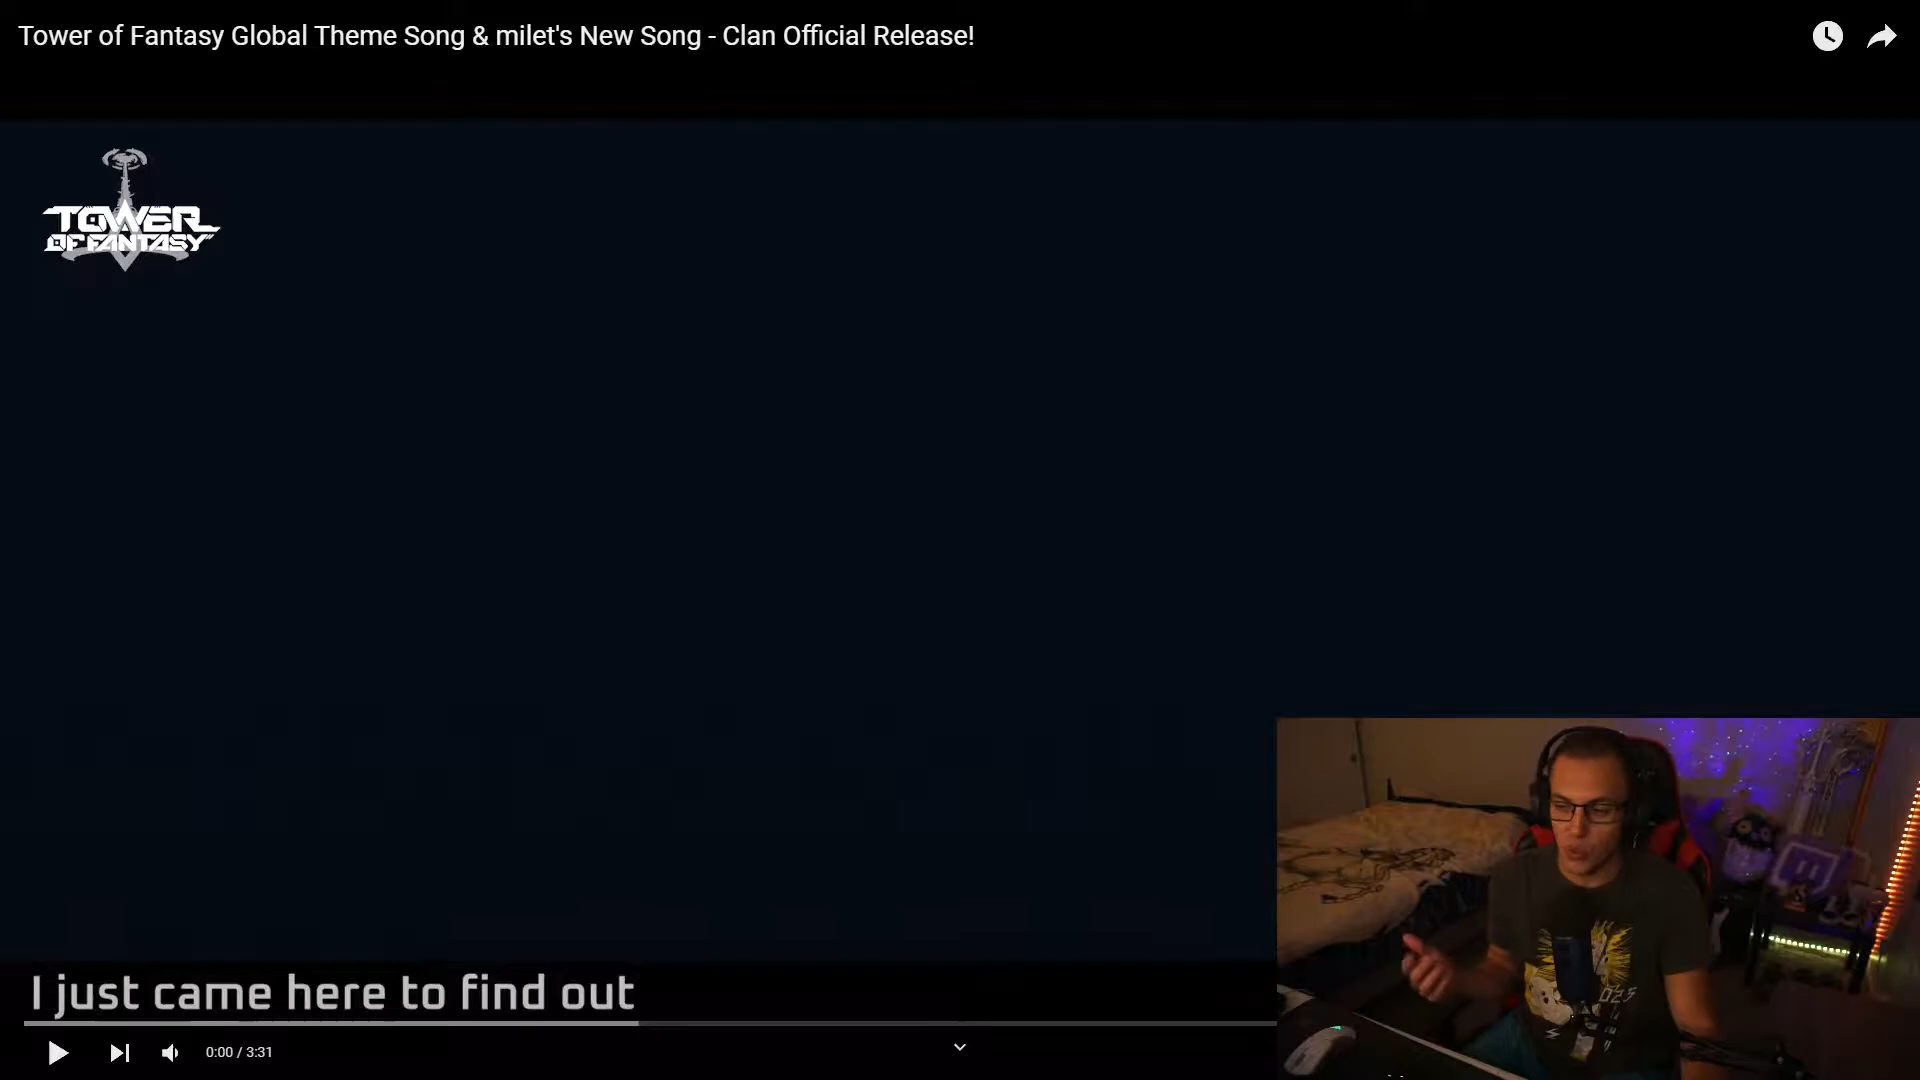 Tower of Fantasy Global Theme Song & milet's New Song - Clan Official Release!
TOWER
OF FANTASY
I just came here to find out
0:00 / 3:31
025